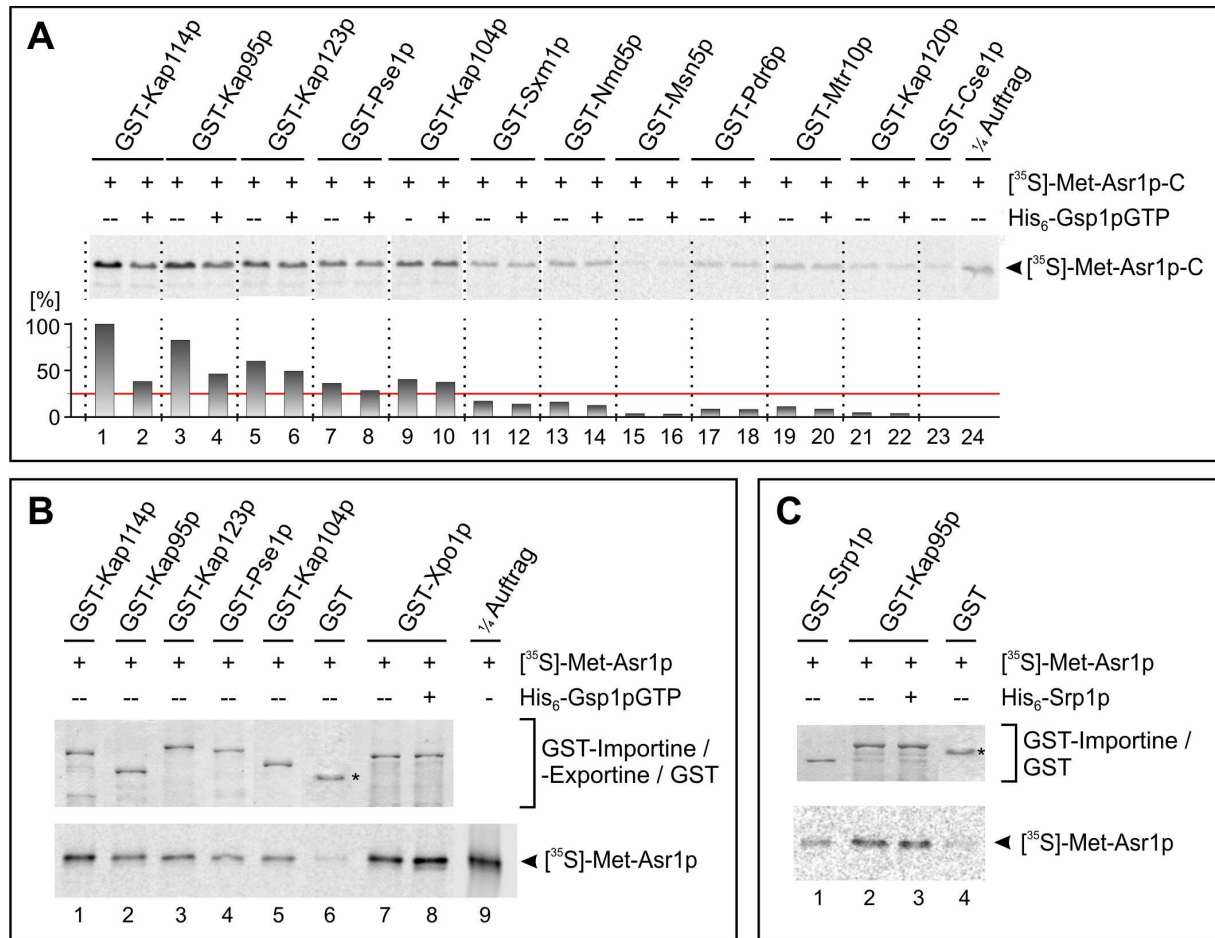 A
GST-Kap114p
GST-Kap95p
GST-Kap123p
GST-Pse1p
GST-Kap104p
GST-Sxm1p
GST-Nmd5p
GST-Msn5p
GST-Pdr6p
GST-Mtr10p
GST-Kap120p
GST-Cse1p
¼ Auftrag
+ + + + + + + + + + + + + + + + + + + + + + + + [³⁵S]-Met-Asr1p-C
-- + -- + -- + -- + - + -- + -- + -- + -- + -- + -- + -- -- His₆-Gsp1pGTP
[³⁵S]-Met-Asr1p-C
[%]
100
50
0
1 2 3 4 5 6 7 8 9 10 11 12 13 14 15 16 17 18 19 20 21 22 23 24
B
GST-Kap114p
GST-Kap95p
GST-Kap123p
GST-Pse1p
GST-Kap104p
GST
GST-Xpo1p
¼ Auftrag
+ + + + + + + + + [³⁵S]-Met-Asr1p
-- -- -- -- -- -- -- + - His₆-Gsp1pGTP
*
GST-Importine /
-Exportine / GST
[³⁵S]-Met-Asr1p
1 2 3 4 5 6 7 8 9
C
GST-Srp1p
GST-Kap95p
GST
+ + + + [³⁵S]-Met-Asr1p
-- -- + -- His₆-Srp1p
*
GST-Importine /
GST
[³⁵S]-Met-Asr1p
1 2 3 4